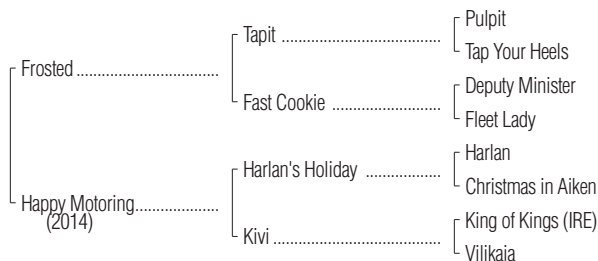 Pulpit
Tapit ........................................
Tap Your Heels
Frosted ....................................
Deputy Minister
Fast Cookie ...........................
Fleet Lady
Harlan
Harlan's Holiday ...................
Christmas in Aiken
Happy Motoring.....................
(2014)
King of Kings (IRE)
Kivi ..........................................
Vilikaia